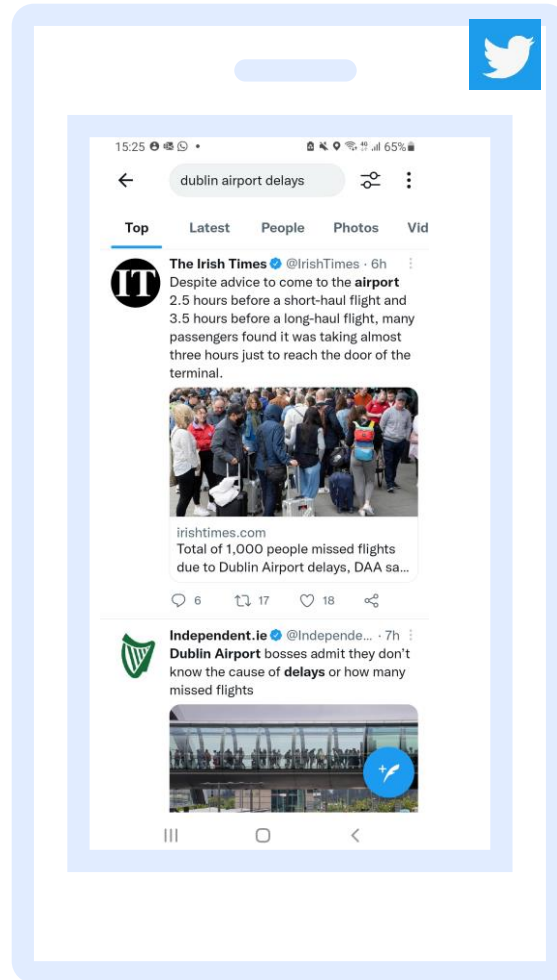 15:25
65%
dublin airport delays
Top Latest People Photos Vid
IT
The Irish Times @IrishTimes · 6h
Despite advice to come to the airport
2.5 hours before a short-haul flight and
3.5 hours before a long-haul flight, many
passengers found it was taking almost
three hours just to reach the door of the
terminal.
irishtimes.com
Total of 1,000 people missed flights
due to Dublin Airport delays, DAA sa...
6 17 18
Independent.ie @Independe... · 7h
Dublin Airport bosses admit they don't
know the cause of delays or how many
missed flights